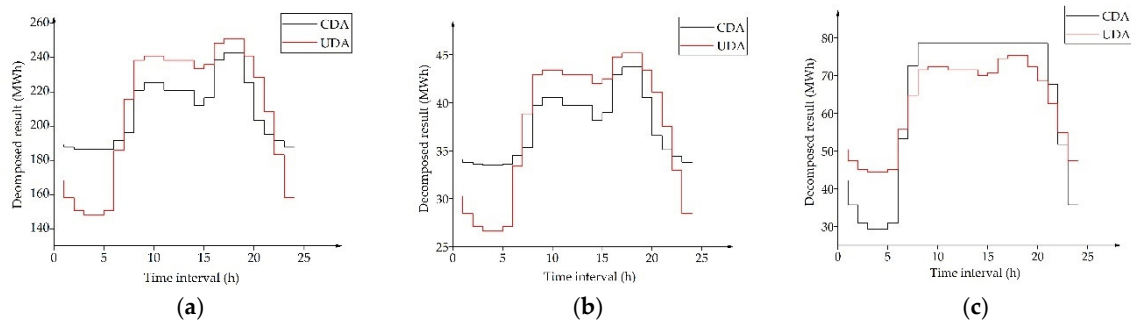 260
240
220
200
180
160
140
Deomposed result (MWh)
0 5 10 15 20 25
Time interval (h)
CDA
UDA
(a)
45
40
35
30
25
Decomposed result (MWh)
0 5 10 15 20 25
Time interval (h)
CDA
UDA
(b)
80
70
60
50
40
30
Decomposed result (MWh)
0 5 10 15 20 25
Time interval (h)
CDA
UDA
(c)